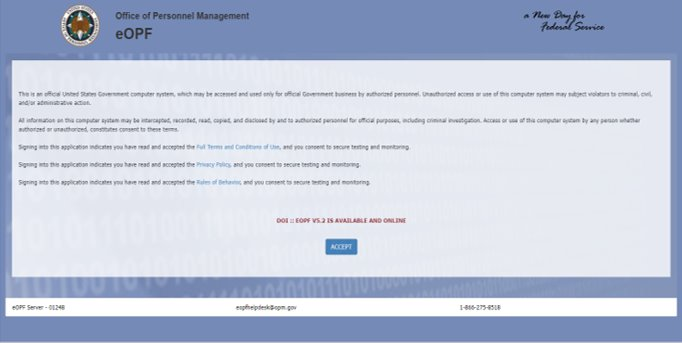 Office of Personnel Management
eOPF
a New Day for
Federal Service
This is an official United States Government computer system, which may be accessed and used only for official Government business by authorized personnel. Unauthorized access or use of this computer system may subject violators to criminal, civil,
and/or administrative action.
All information on this computer system may be intercepted, recorded, read, copied, and disclosed by and to authorized personnel for official purposes, including criminal investigation. Access or use of this computer system by any person whether
authorized or unauthorized, constitutes consent to these terms.
Signing into this application indicates you have read and accepted the Full Terms and Conditions of Use, and you consent to secure testing and monitoring.
Signing into this application indicates you have read and accepted the Privacy Policy, and you consent to secure testing and monitoring.
Signing into this application indicates you have read and accepted the Rules of Behavior, and you consent to secure testing and monitoring.
DOI :: EOPF V5.2 IS AVAILABLE AND ONLINE
ACCEPT
eOPF Server - 01248
eopfhelpdesk@opm.gov
1-866-275-8518